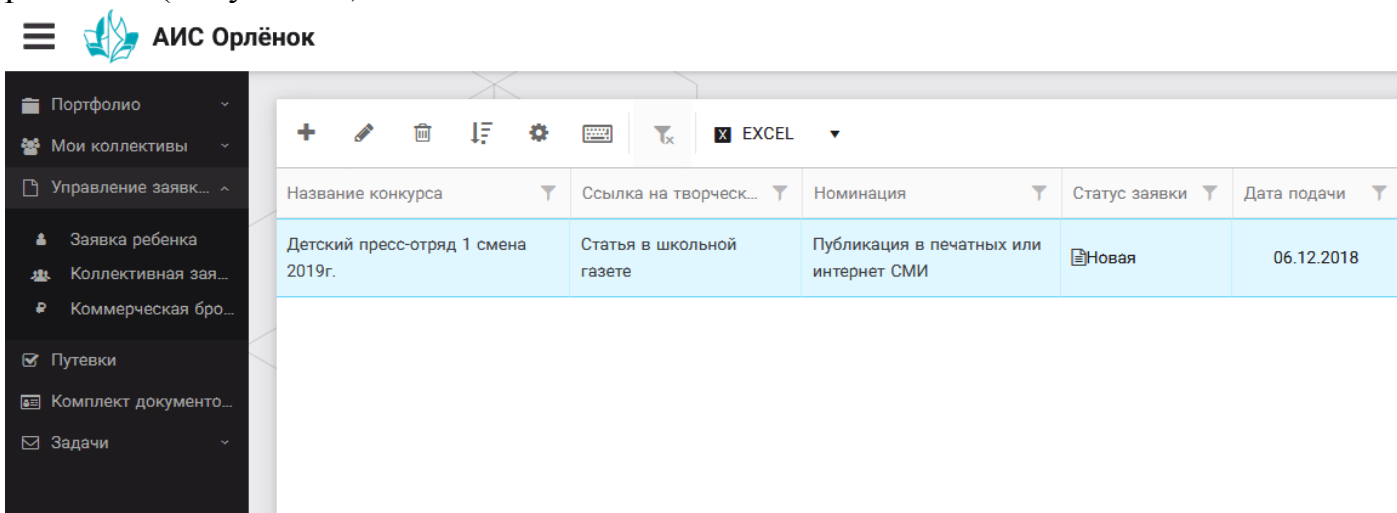 АИС Орлёнок
Портфолио
Мои коллективы
Управление заявк...
Заявка ребенка
Коллективная зая...
Коммерческая бро...
Путевки
Комплект документо...
Задачи
EXCEL
Название конкурса Ссылка на творческ... Номинация Статус заявки Дата подачи
Детский пресс-отряд 1 смена Статья в школьной Публикация в печатных или Новая 06.12.2018
2019г. газете интернет СМИ